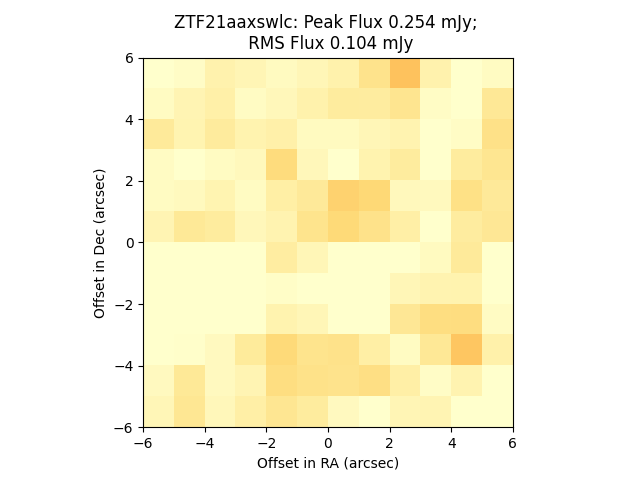 ZTF21aaxswlc: Peak Flux 0.254 mJy;
RMS Flux 0.104 mJy
6
4
2
0
−2
−4
−6
Offset in Dec (arcsec)
−6 −4 −2 0 2 4 6
Offset in RA (arcsec)